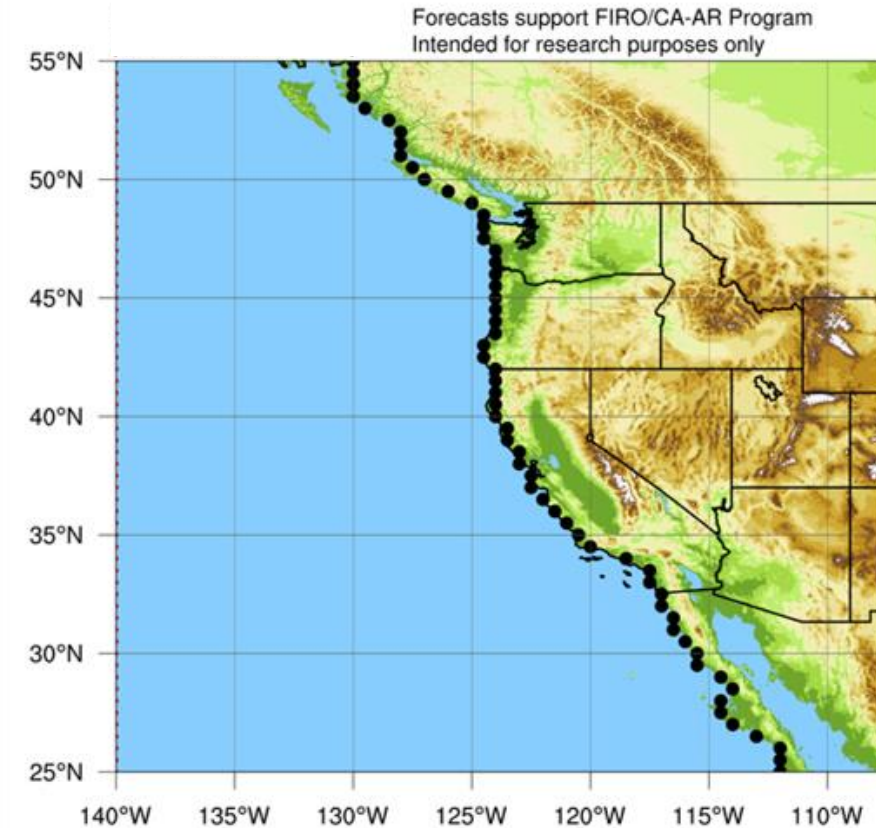 Forecasts support FIRO/CA-AR Program
Intended for research purposes only
55°N
50°N
45°N
40°N
35°N
30°N
25°N
140°W 135°W 130°W 125°W 120°W 115°W 110°W